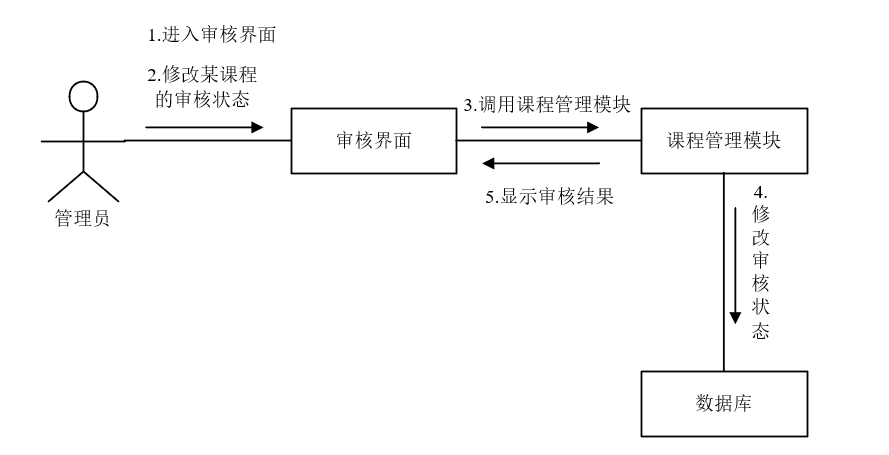 1.进入审核界面
2.修改某课程
的审核状态
3.调用课程管理模块
审核界面
课程管理模块
5.显示审核结果
管理员
4.
修
改
审
核
状
态
数据库